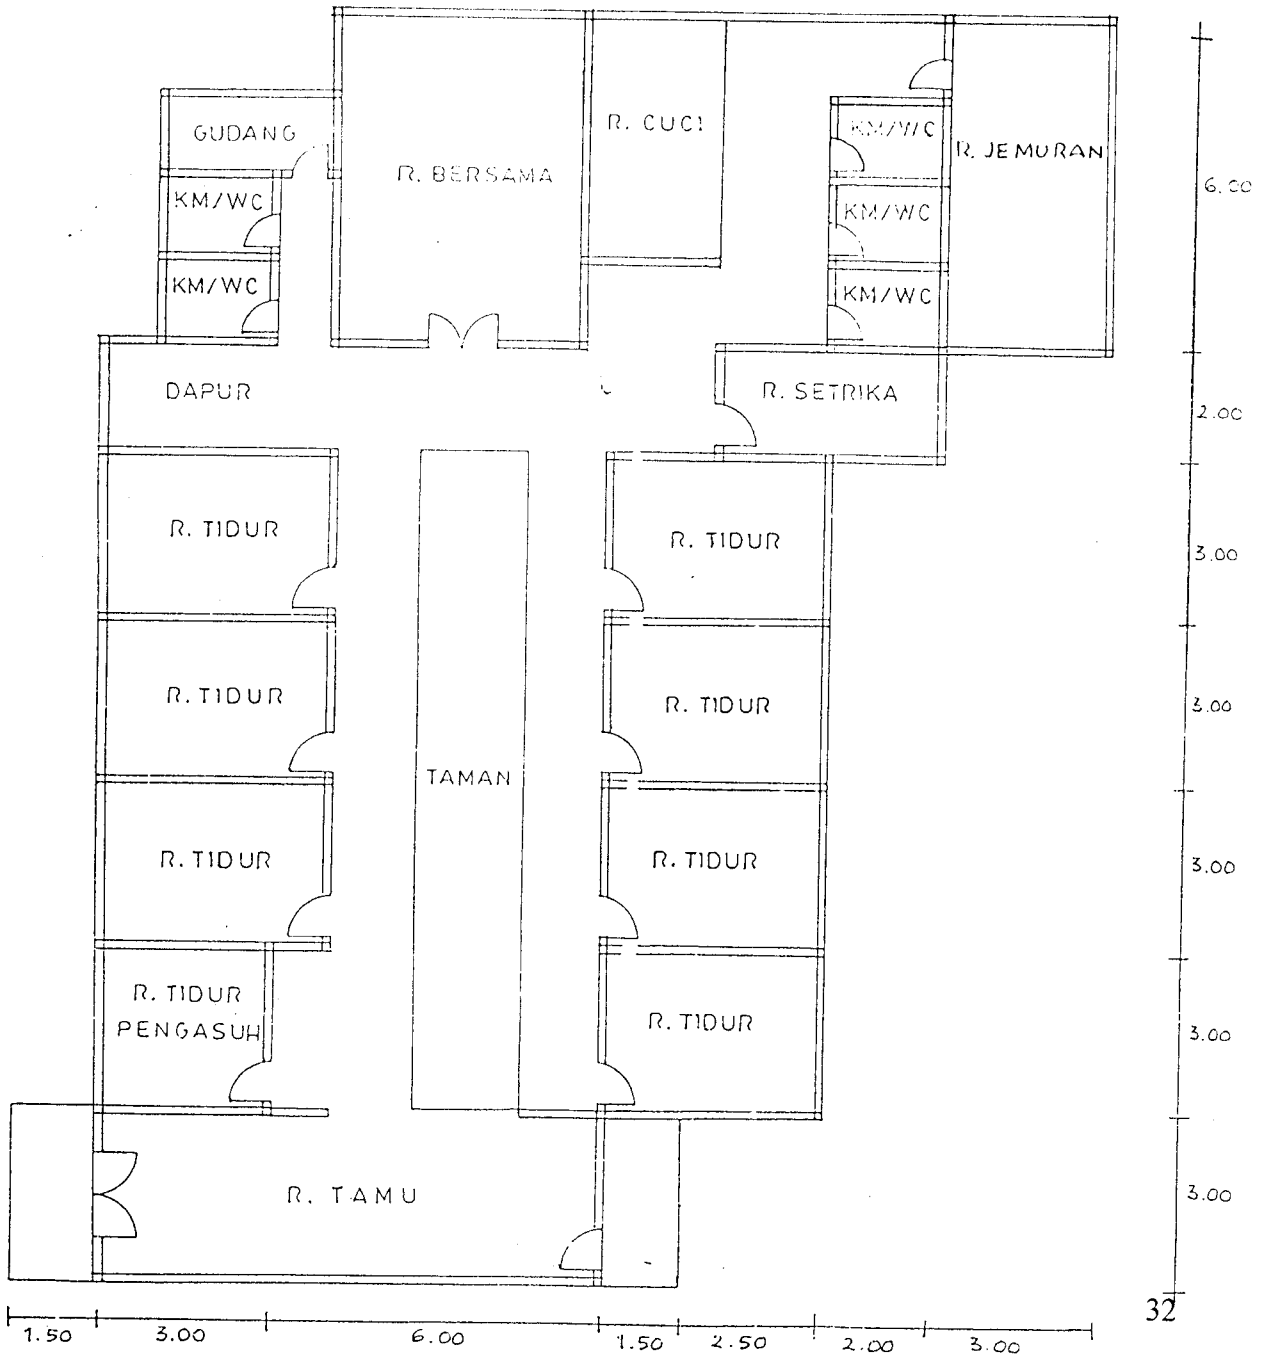 R. CUCI
GUDANG
KM/WC
R. BERSAMA
R. JEMURAN
6.00
KM/WC
KM/WC
KM/WC
KM/WC
DAPUR
R. SETRIKA
2.00
R. TIDUR
R. TIDUR
3.00
R. TIDUR
R. TIDUR
3.00
TAMAN
R. TIDUR
R. TIDUR
3.00
R. TIDUR
PENGASUH
R. TIDUR
3.00
R. TAMU
3.00
32
1.50 3.00 6.00 1.50 2.50 2.00 3.00